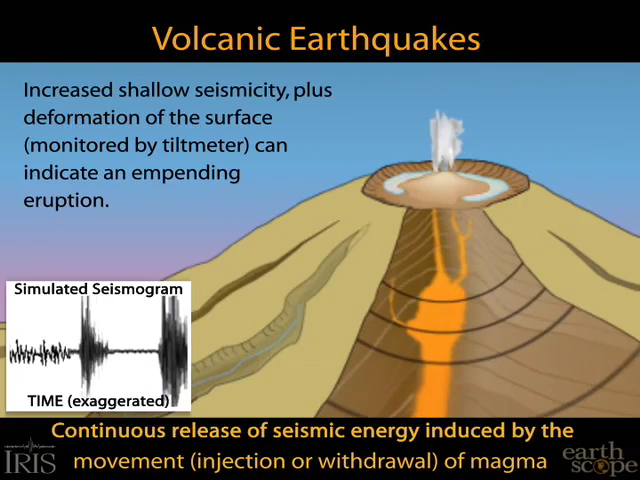 Volcanic Earthquakes
Increased shallow seismicity, plus
deformation of the surface
(monitored by tiltmeter) can
indicate an empending
eruption.
Simulated Seismogram
TIME (exaggerated)
Continuous release of seismic energy induced by the
movement (injection or withdrawal) of magma
IRIS
earth
scope